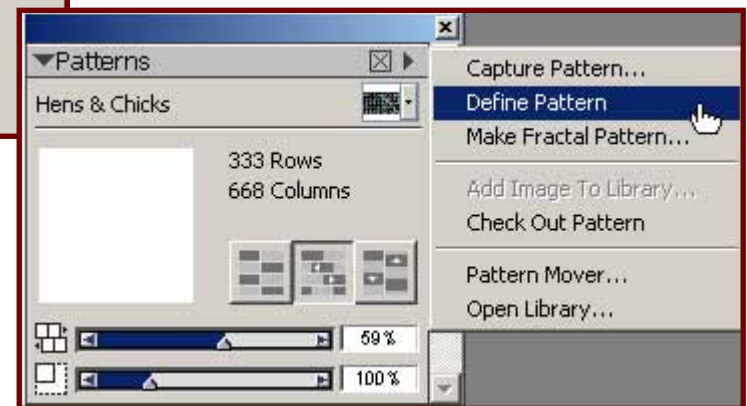 Patterns
Hens & Chicks
333 Rows
668 Columns
59%
100%
Capture Pattern...
Define Pattern
Make Fractal Pattern...
Add Image To Library...
Check Out Pattern
Pattern Mover...
Open Library...